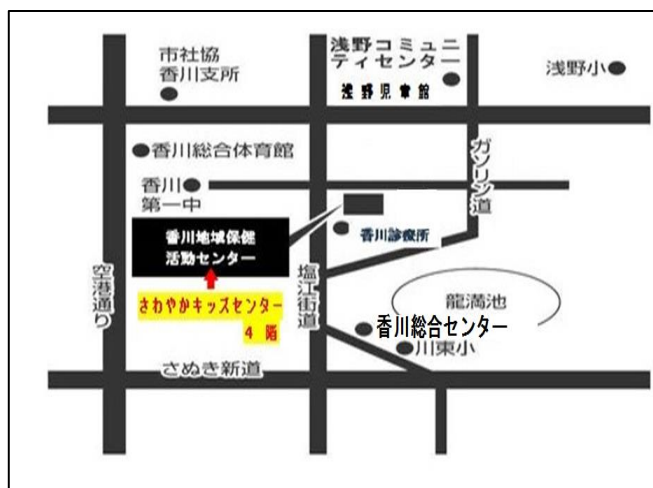 市社協
香川支所
浅野コミュニ
ティセンター
浅野児童館
浅野小
香川総合体育館
ガソリン道
香川
第一中
香川地域保健
活動センター
香川診療所
空港通り
塩江街道
さわやかキッズセンター
4 階
龍満池
香川総合センター
川東小
さぬき新道